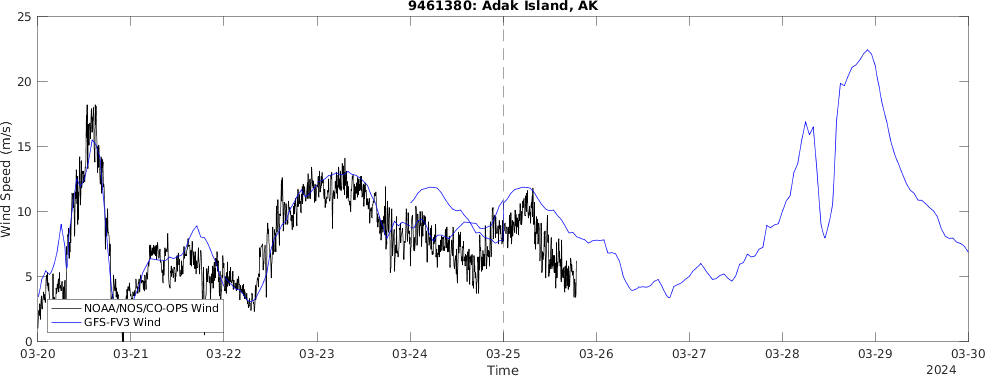 9461380: Adak Island, AK
Wind Speed (m/s)
25
20
15
10
5
0
NOAA/NOS/CO-OPS Wind
GFS-FV3 Wind
03-20 03-21 03-22 03-23 03-24 03-25 03-26 03-27 03-28 03-29 03-30
Time
2024